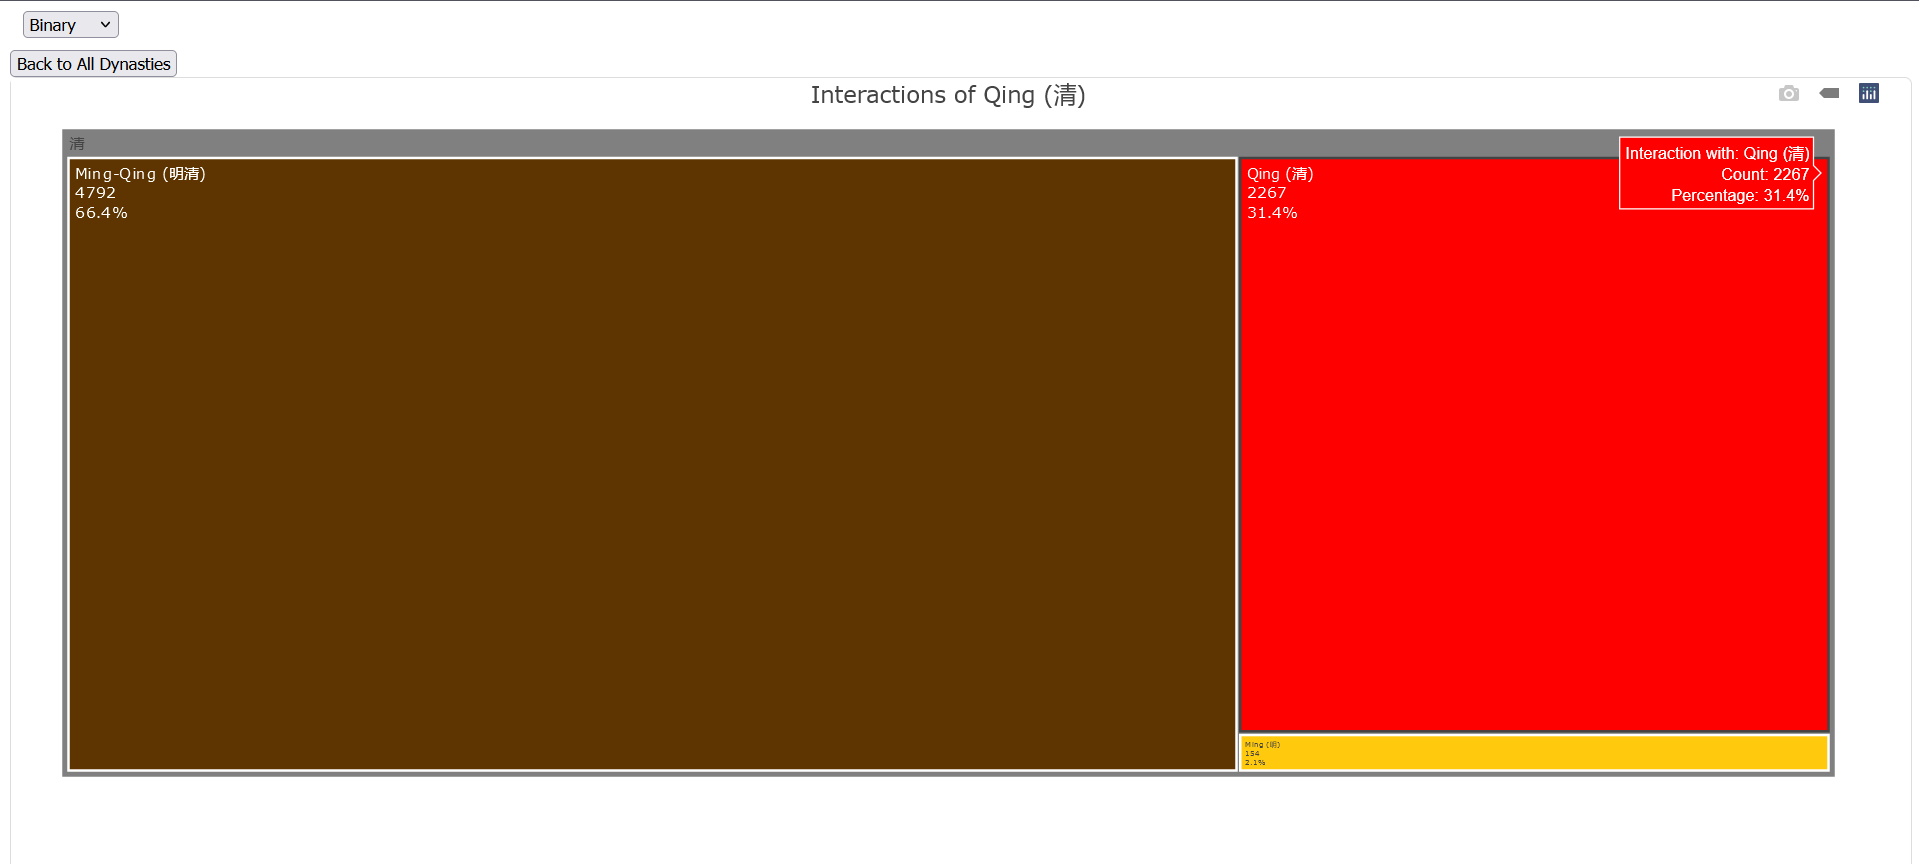 Binary
Back to All Dynasties
Interactions of Qing (清)
清
Ming-Qing (明清)
4792
66.4%
Qing (清)
2267
31.4%
Interaction with: Qing (清)
Count: 2267
Percentage: 31.4%
Ming (明)
154
2.1%